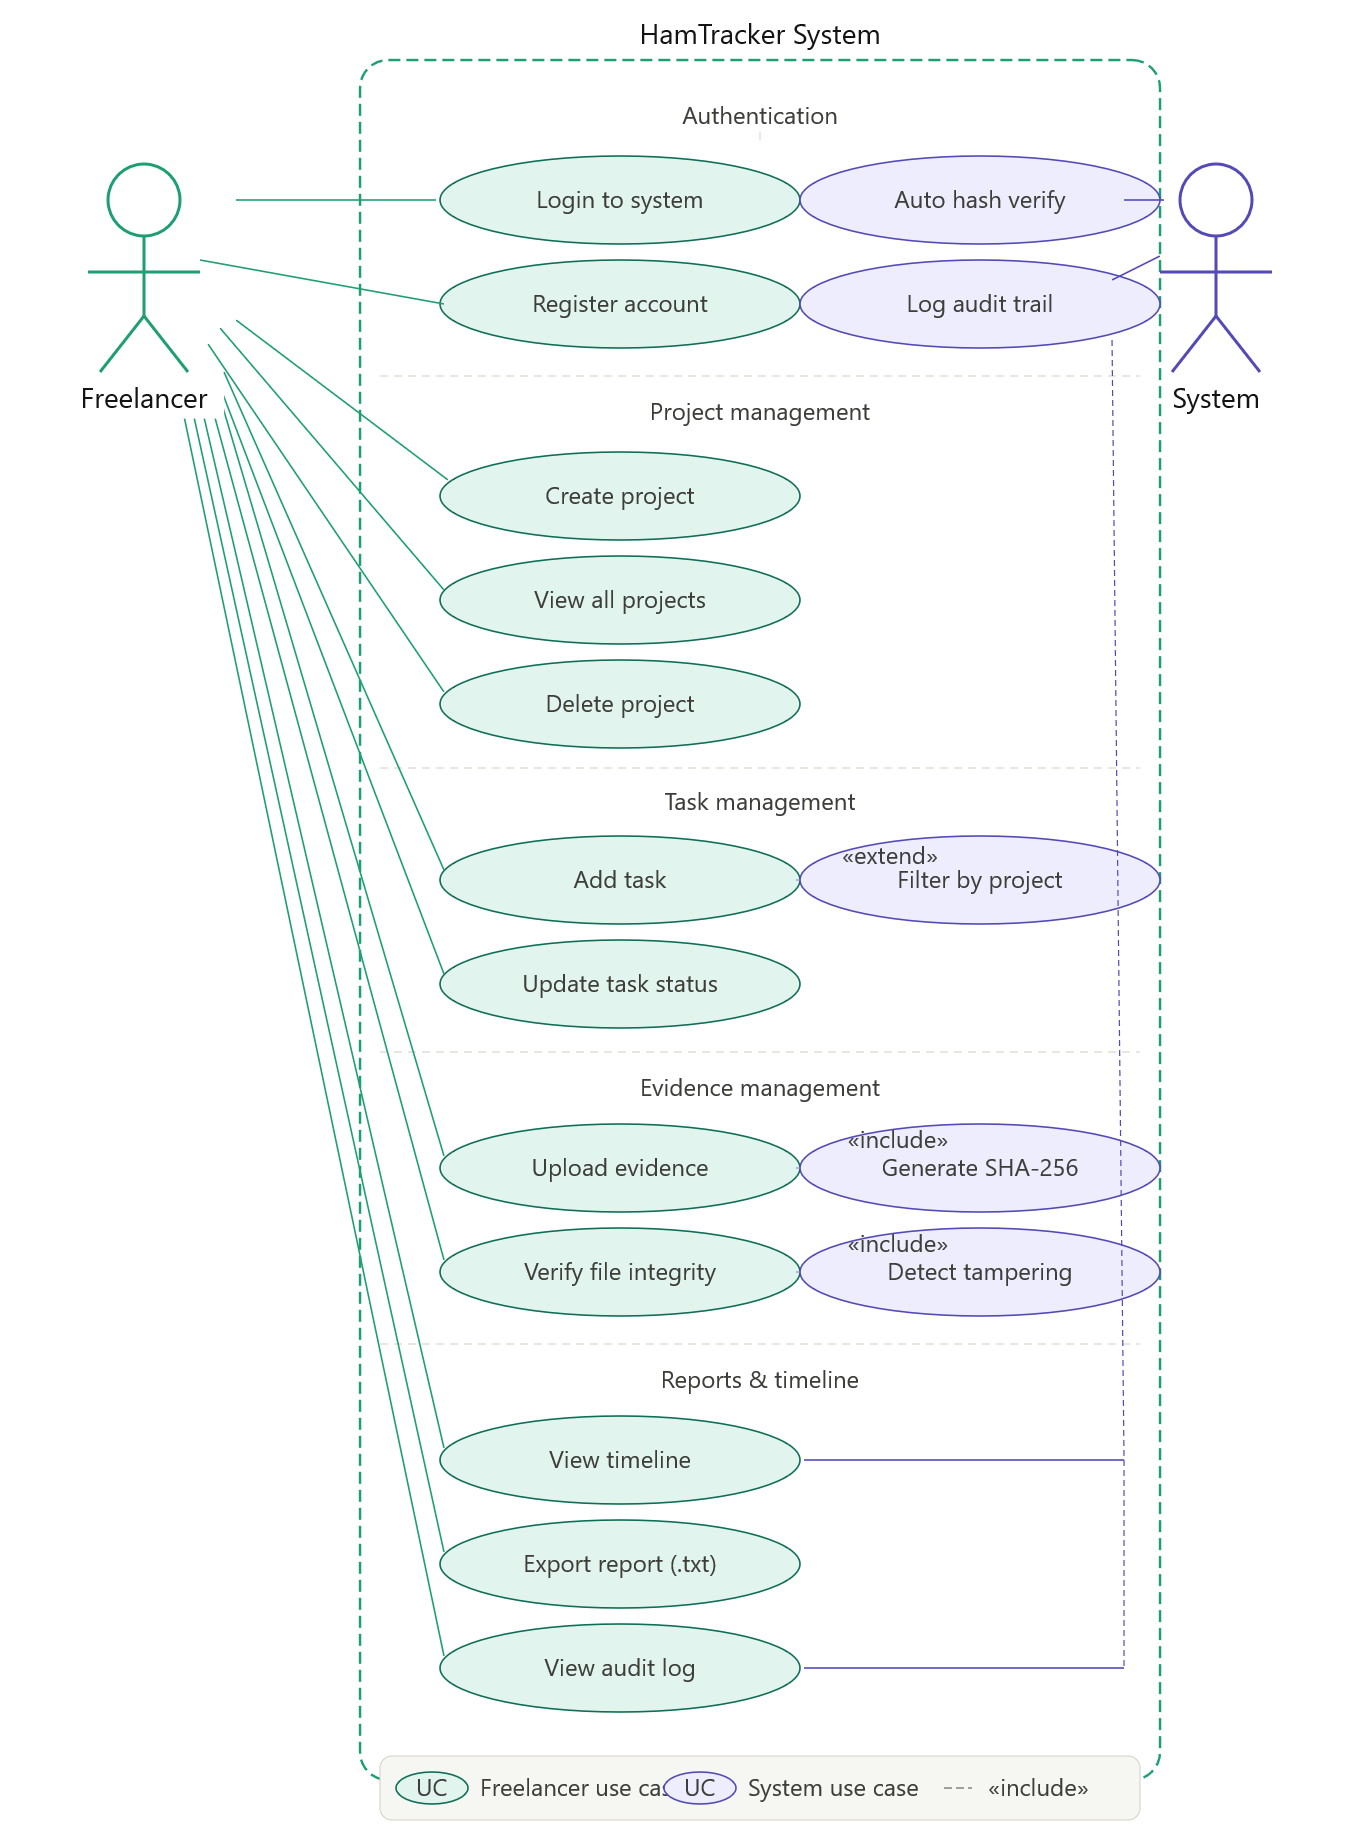 HamTracker System
Authentication
Login to system
Auto hash verify
Register account
Log audit trail
Freelancer
System
Project management
Create project
View all projects
Delete project
Task management
Add task
«extend»
Filter by project
Update task status
Evidence management
Upload evidence
«include»
Generate SHA-256
Verify file integrity
«include»
Detect tampering
Reports & timeline
View timeline
Export report (.txt)
View audit log
UC Freelancer use cas UC System use case «include»